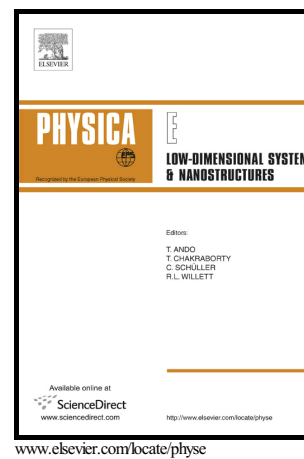 ELSEVIER
PHYSICA E
LOW-DIMENSIONAL SYSTEM
& NANOSTRUCTURES
Recognized by the European Physical Society
Editors:
T. ANDO
T. CHAKRABORTY
C. SCHÜLLER
R.L. WILLETT
Available online at
ScienceDirect
www.sciencedirect.com
http://www.elsevier.com/locate/physe
www.elsevier.com/locate/physe